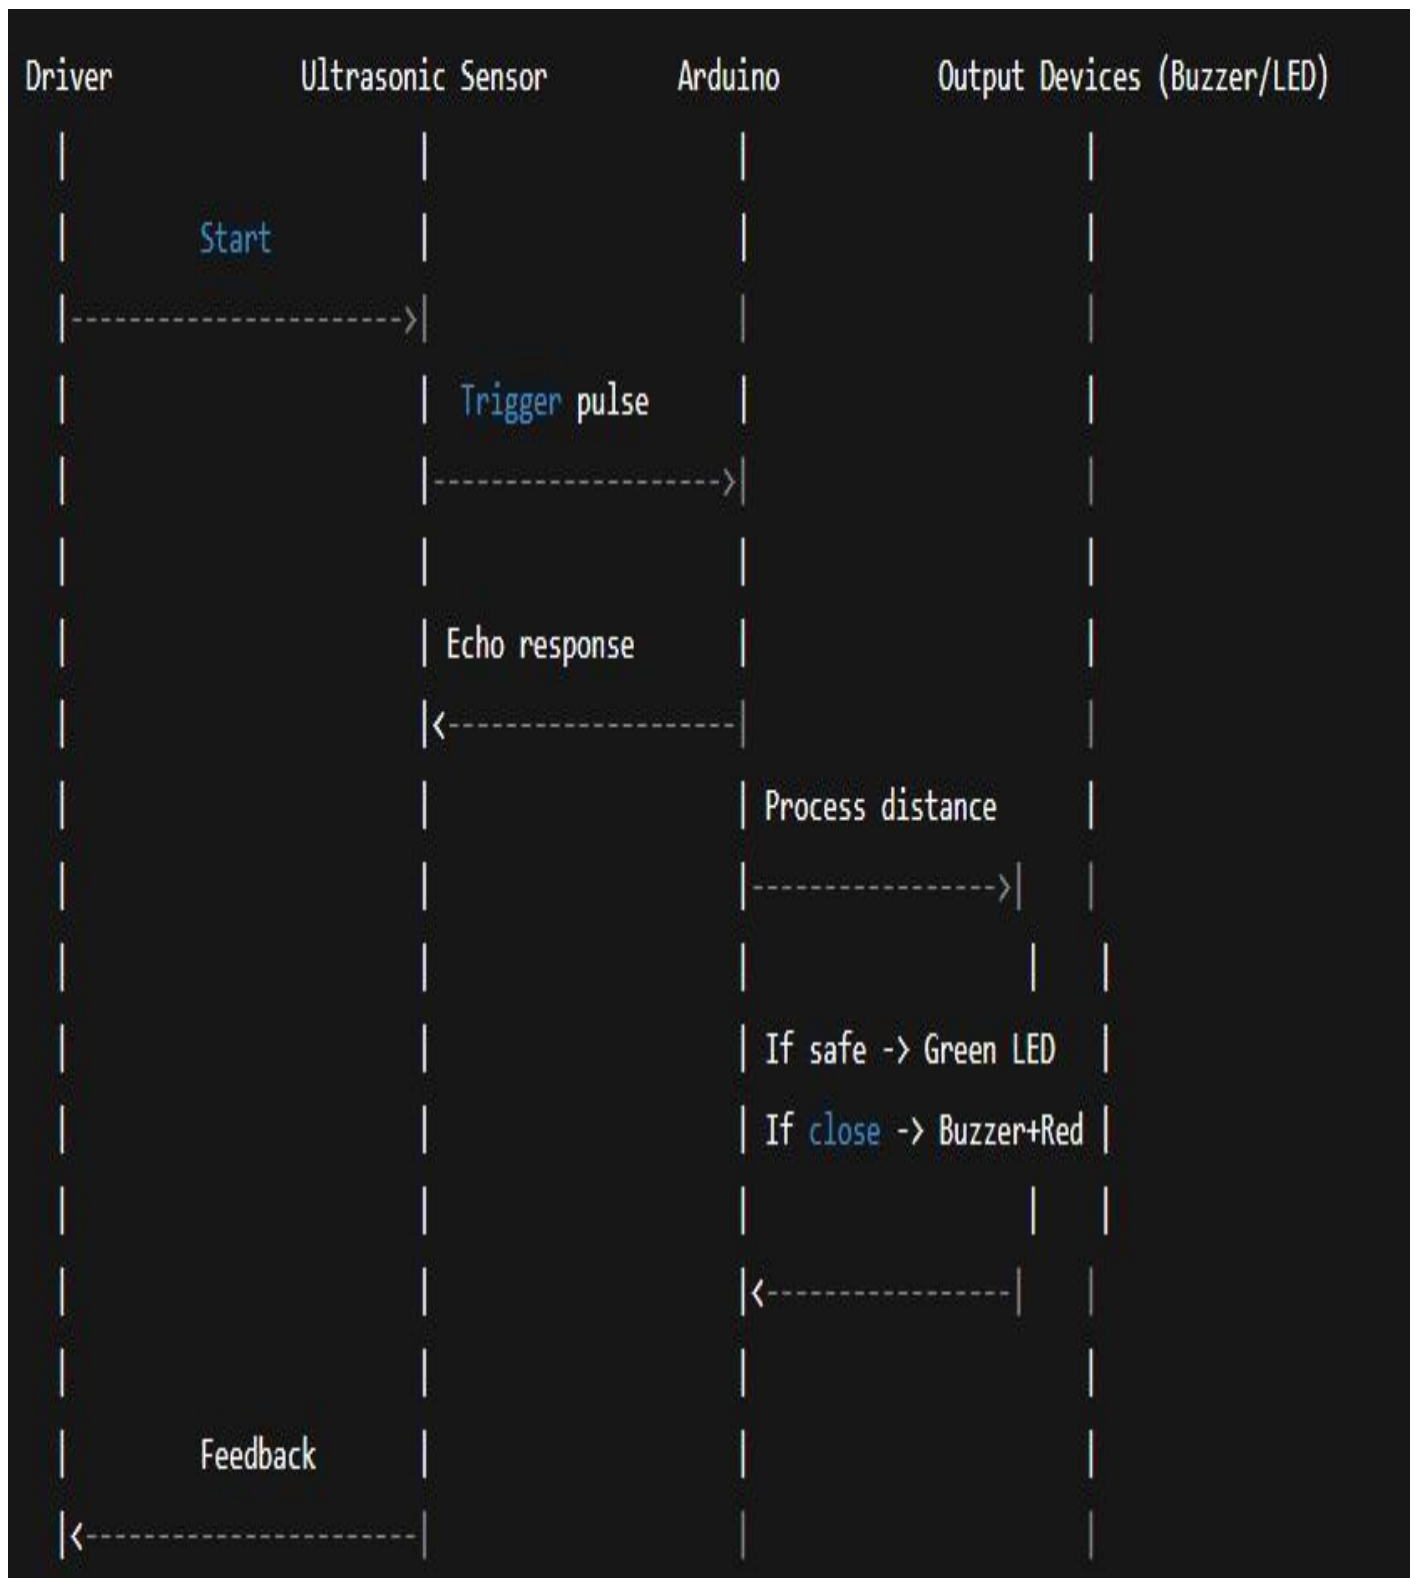 Driver Ultrasonic Sensor Arduino Output Devices (Buzzer/LED)
Start
Trigger pulse
Echo response
Process distance
If safe -> Green LED
If close -> Buzzer+Red
Feedback